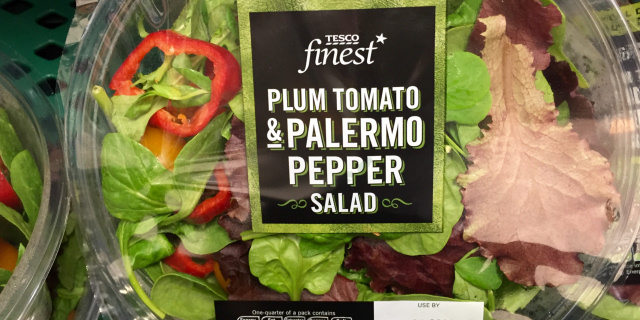 TESCO
finest*
PLUM TOMATO
& PALERMO
PEPPER
SALAD
USE BY
One-quarter of a pack contains